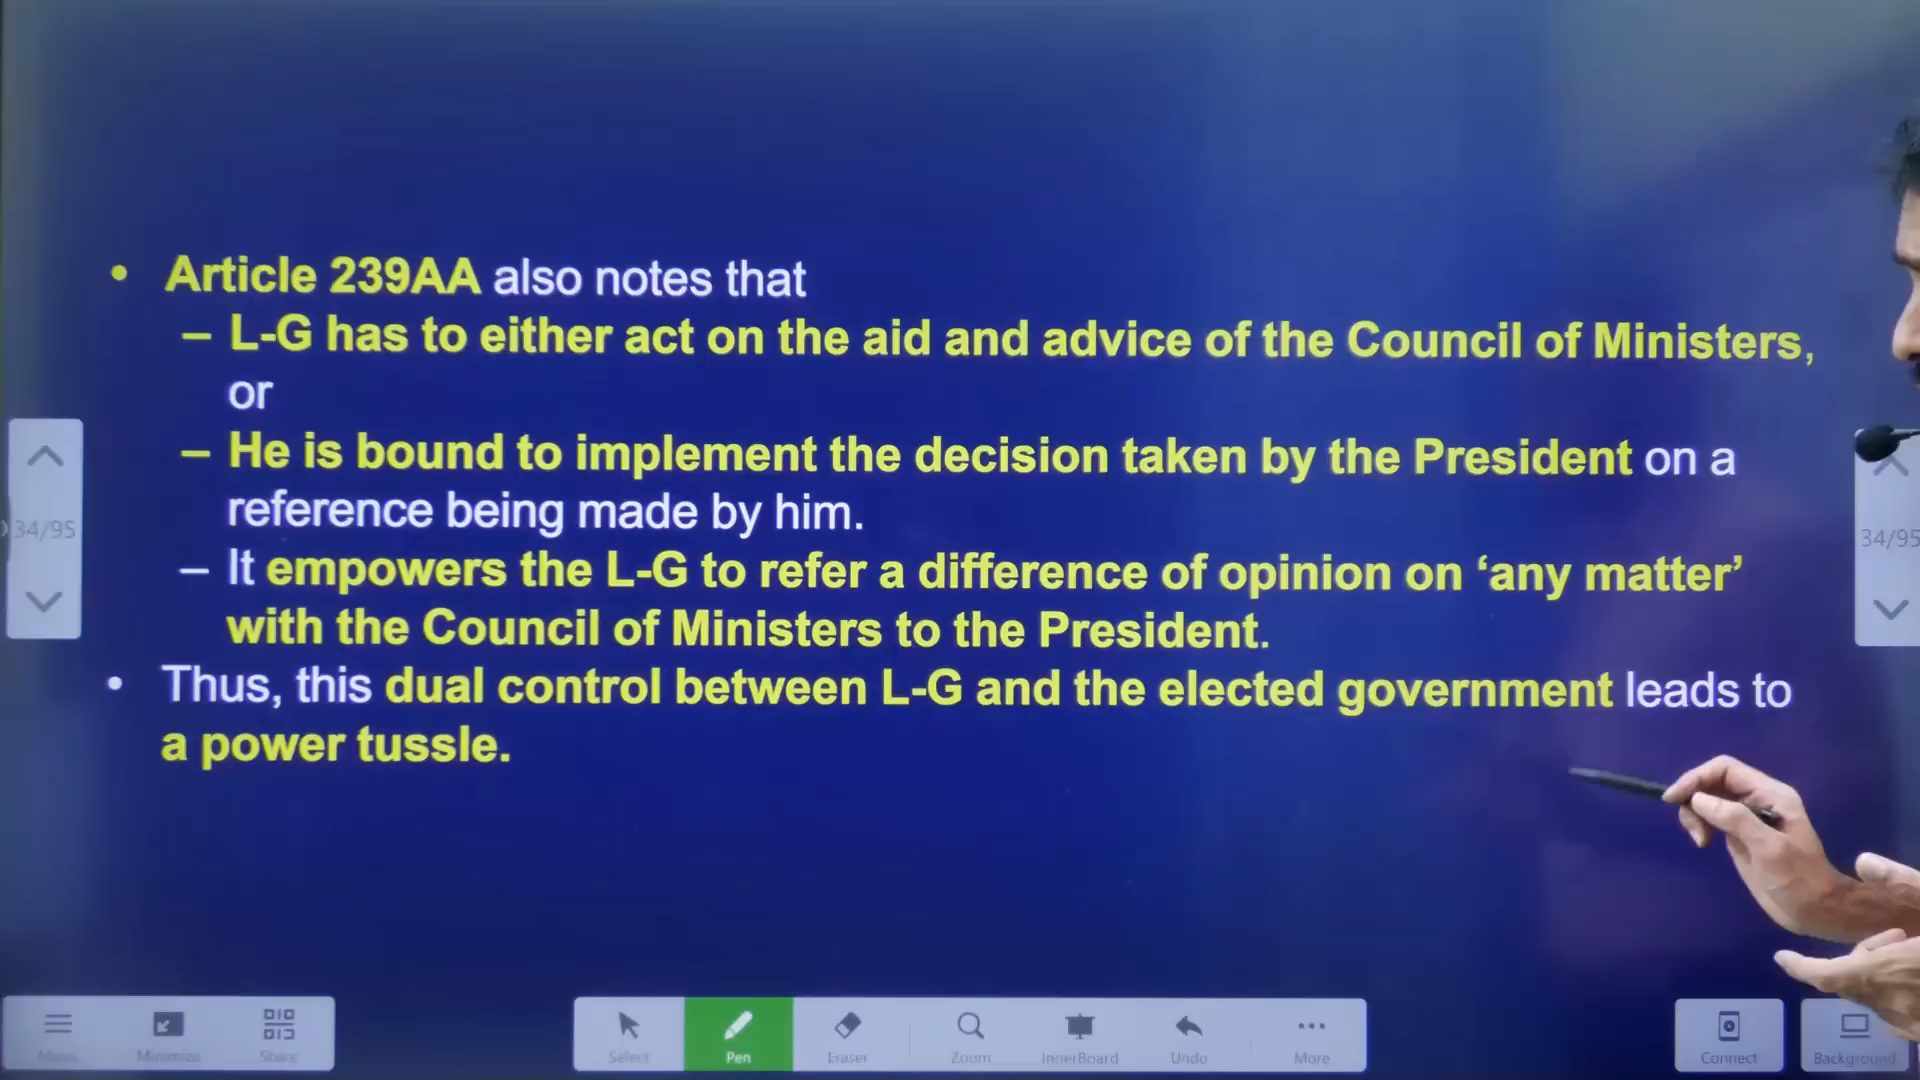 • Article 239AA also notes that
– L-G has to either act on the aid and advice of the Council of Ministers,
or
– He is bound to implement the decision taken by the President on a
reference being made by him.
– It empowers the L-G to refer a difference of opinion on ‘any matter’
with the Council of Ministers to the President.
• Thus, this dual control between L-G and the elected government leads to
a power tussle.
34/95
34/95
Menu Minimize Share
Select Pen Eraser Zoom InnerBoard Undo More
Connect Background